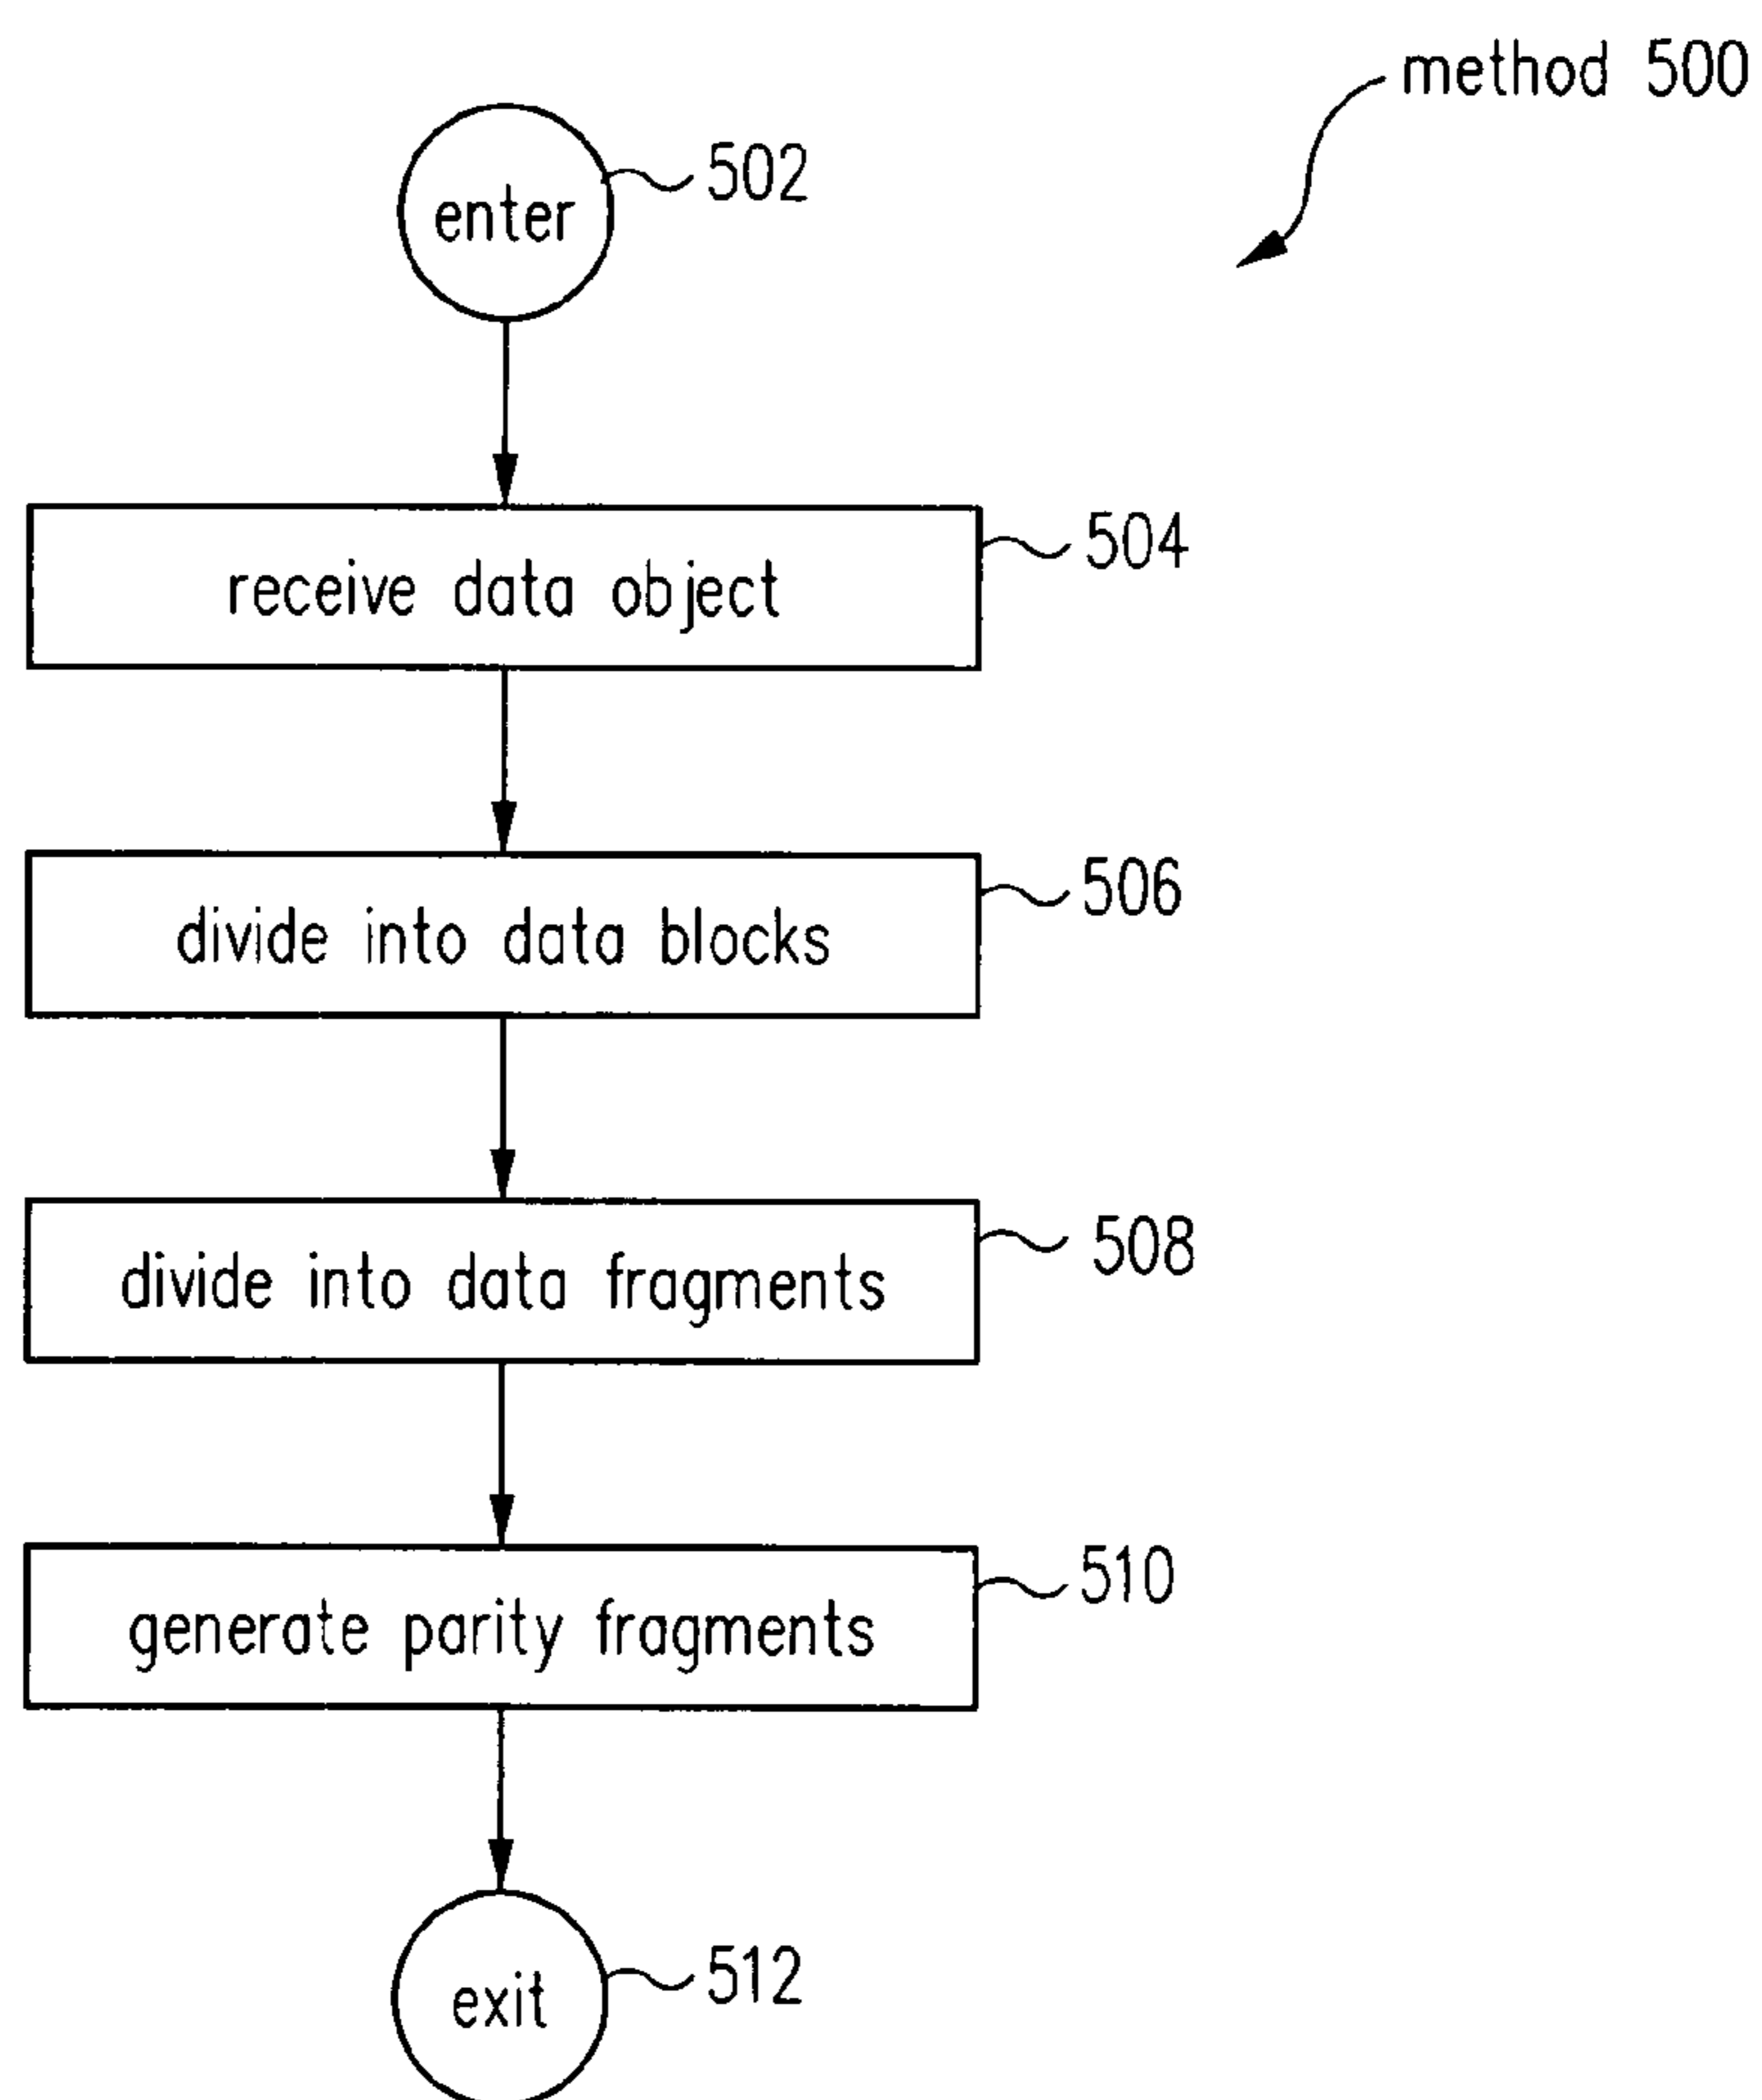 method 500
enter
502
receive data object
504
divide into data blocks
506
divide into data fragments
508
generate parity fragments
510
exit
512